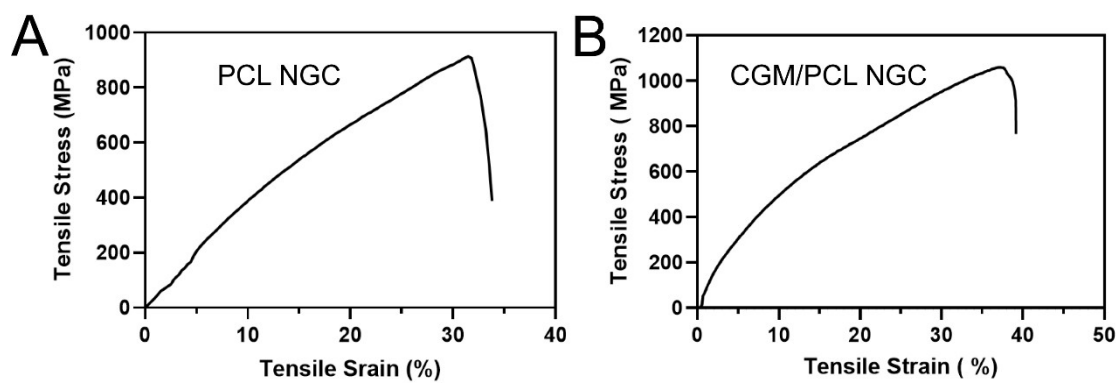 A
Tensile Stress (MPa)
1000
800
600
400
200
0
PCL NGC
0 10 20 30 40
Tensile Srain (%)
B
Tensile Stress ( MPa)
1200
1000
800
600
400
200
0
CGM/PCL NGC
0 10 20 30 40 50
Tensile Strain ( %)